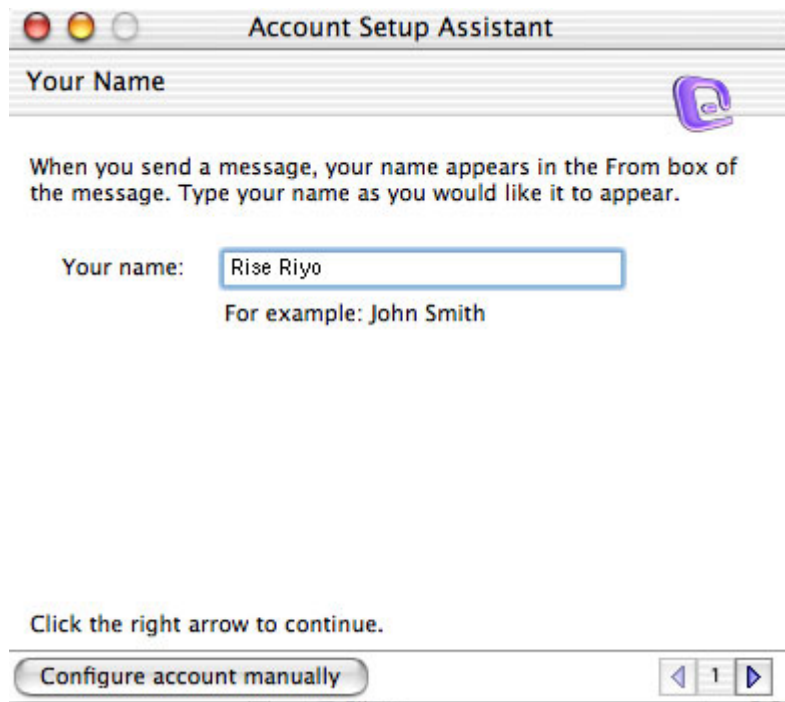 Account Setup Assistant
Your Name
When you send a message, your name appears in the From box of
the message. Type your name as you would like it to appear.
Your name: Rise Riyo
For example: John Smith
Click the right arrow to continue.
Configure account manually 1